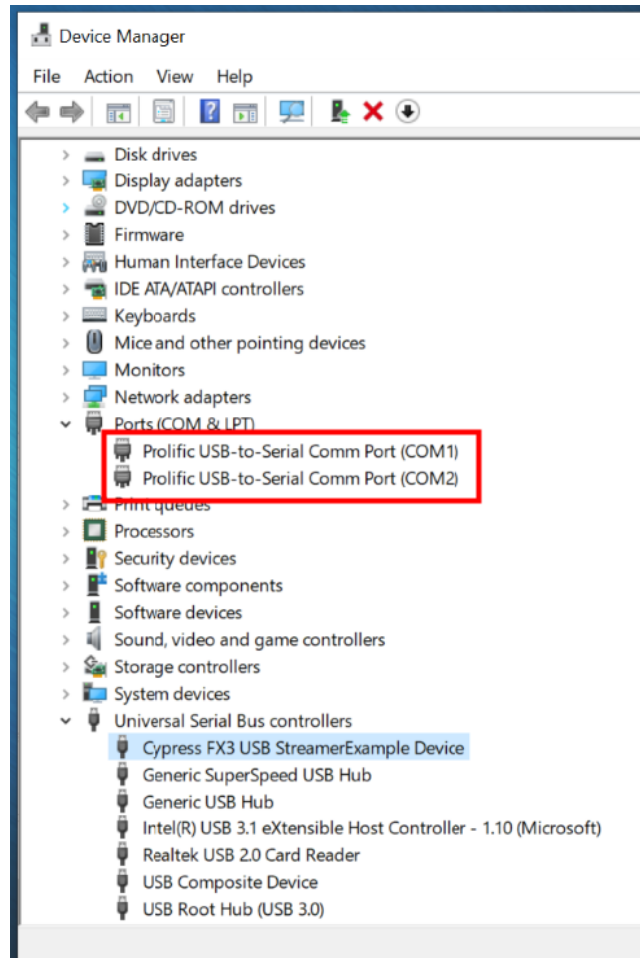 Device Manager
File Action View Help
Disk drives
Display adapters
DVD/CD-ROM drives
Firmware
Human Interface Devices
IDE ATA/ATAPI controllers
Keyboards
Mice and other pointing devices
Monitors
Network adapters
Ports (COM & LPT)
Prolific USB-to-Serial Comm Port (COM1)
Prolific USB-to-Serial Comm Port (COM2)
Print queues
Processors
Security devices
Software components
Software devices
Sound, video and game controllers
Storage controllers
System devices
Universal Serial Bus controllers
Cypress FX3 USB StreamerExample Device
Generic SuperSpeed USB Hub
Generic USB Hub
Intel(R) USB 3.1 eXtensible Host Controller - 1.10 (Microsoft)
Realtek USB 2.0 Card Reader
USB Composite Device
USB Root Hub (USB 3.0)